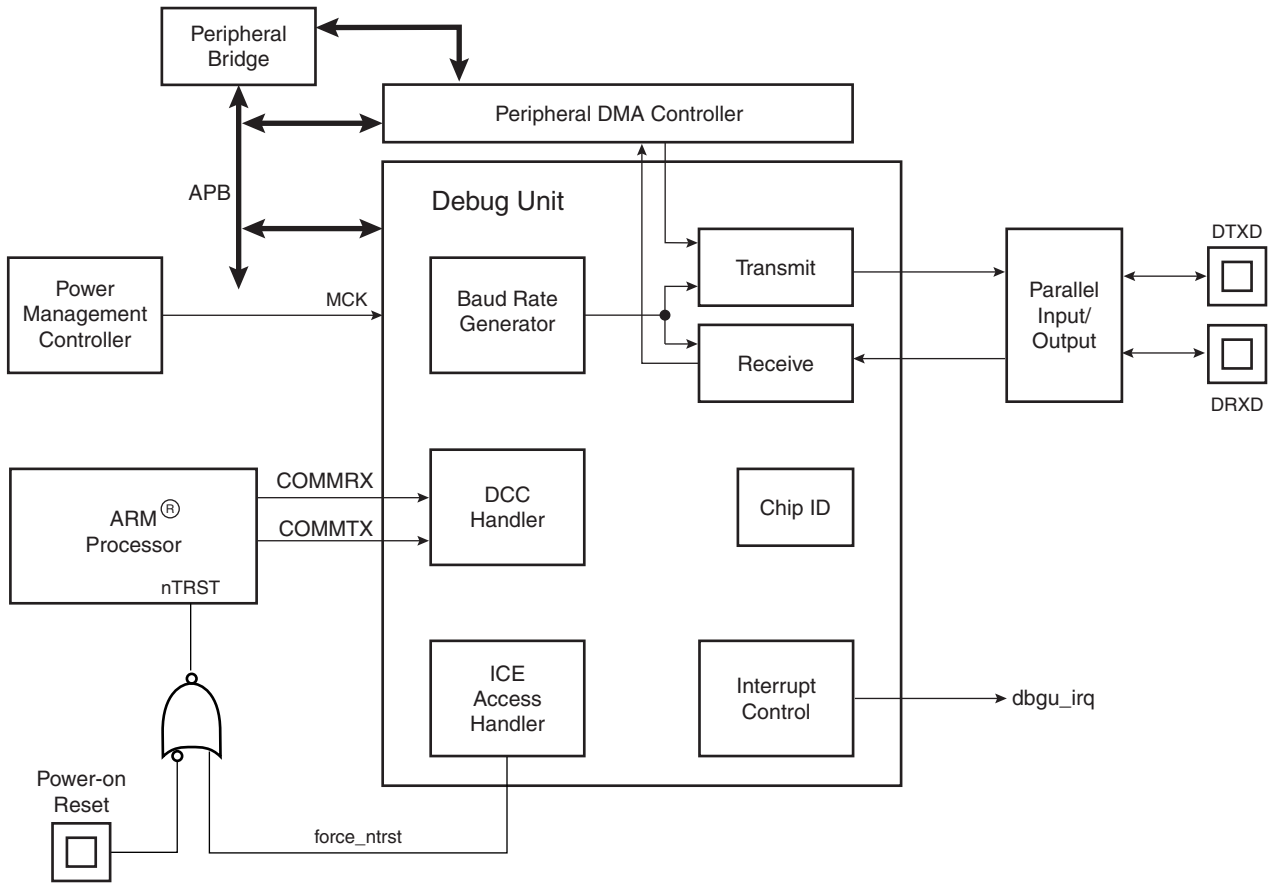 Peripheral
Bridge
Peripheral DMA Controller
APB
Debug Unit
DTXD
Power
Management
Controller
MCK
Baud Rate
Generator
Transmit
Receive
Parallel
Input/
Output
DRXD
ARM®
Processor
nTRST
COMMRX
COMMTX
DCC
Handler
Chip ID
ICE
Access
Handler
Interrupt
Control
dbgu_irq
Power-on
Reset
force_ntrst